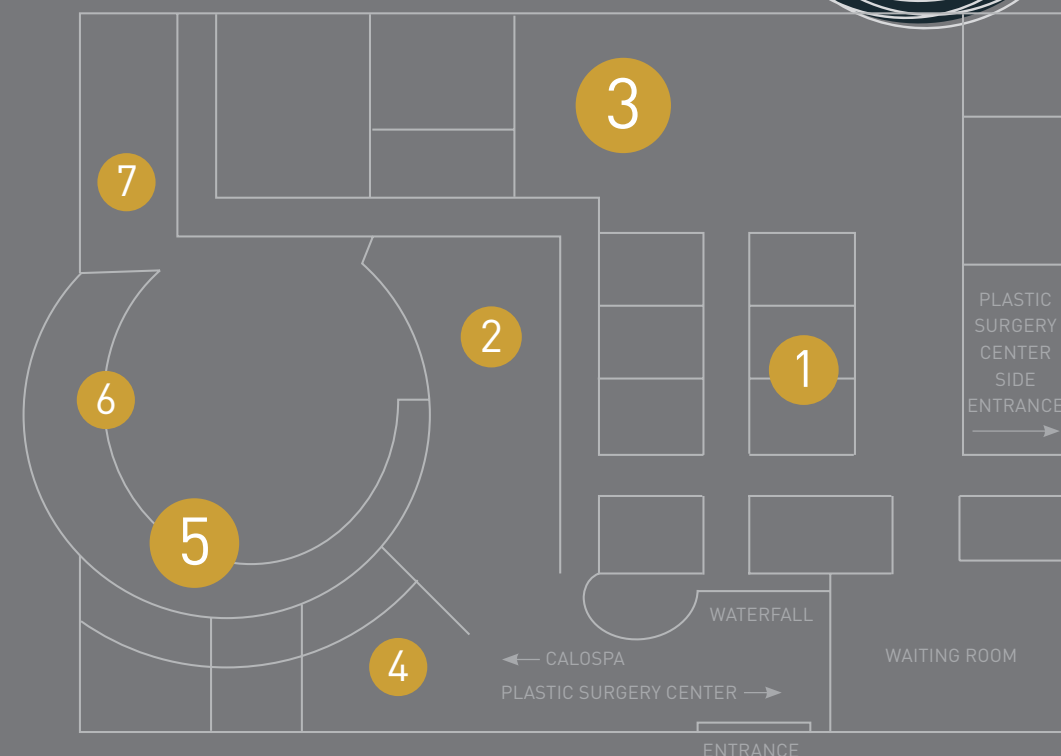 3
7
PLASTIC
SURGERY
CENTER
SIDE
ENTRANCE
2
1
6
5
WATERFALL
4
CALOSPA
WAITING ROOM
PLASTIC SURGERY CENTER
ENTRANCE